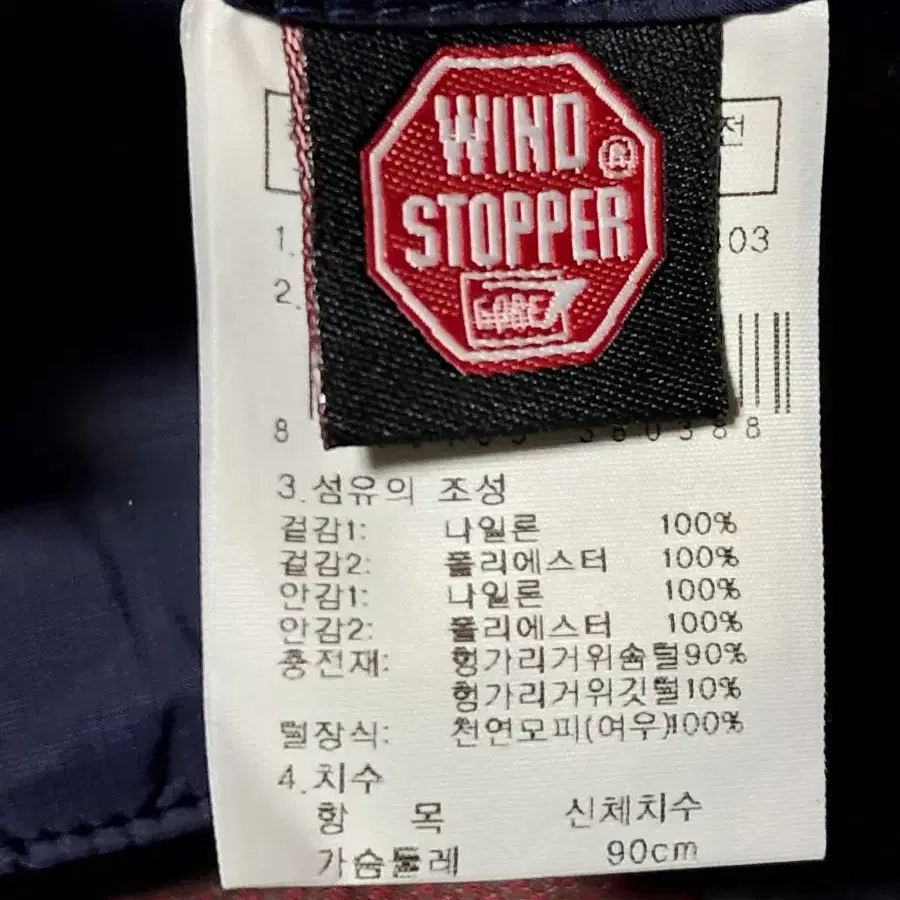 WIND
STOPPER
®
GORE
전
1.
03
2.
8
380388
3.섬유의 조성
겉감1: 나일론 100%
겉감2: 폴리에스터 100%
안감1: 나일론 100%
안감2: 폴리에스터 100%
충전재: 헝가리거위솜털90%
헝가리거위깃털10%
털장식: 천연모피(여우)100%
4.치수
항 목 신체치수
가슴둘레 90cm